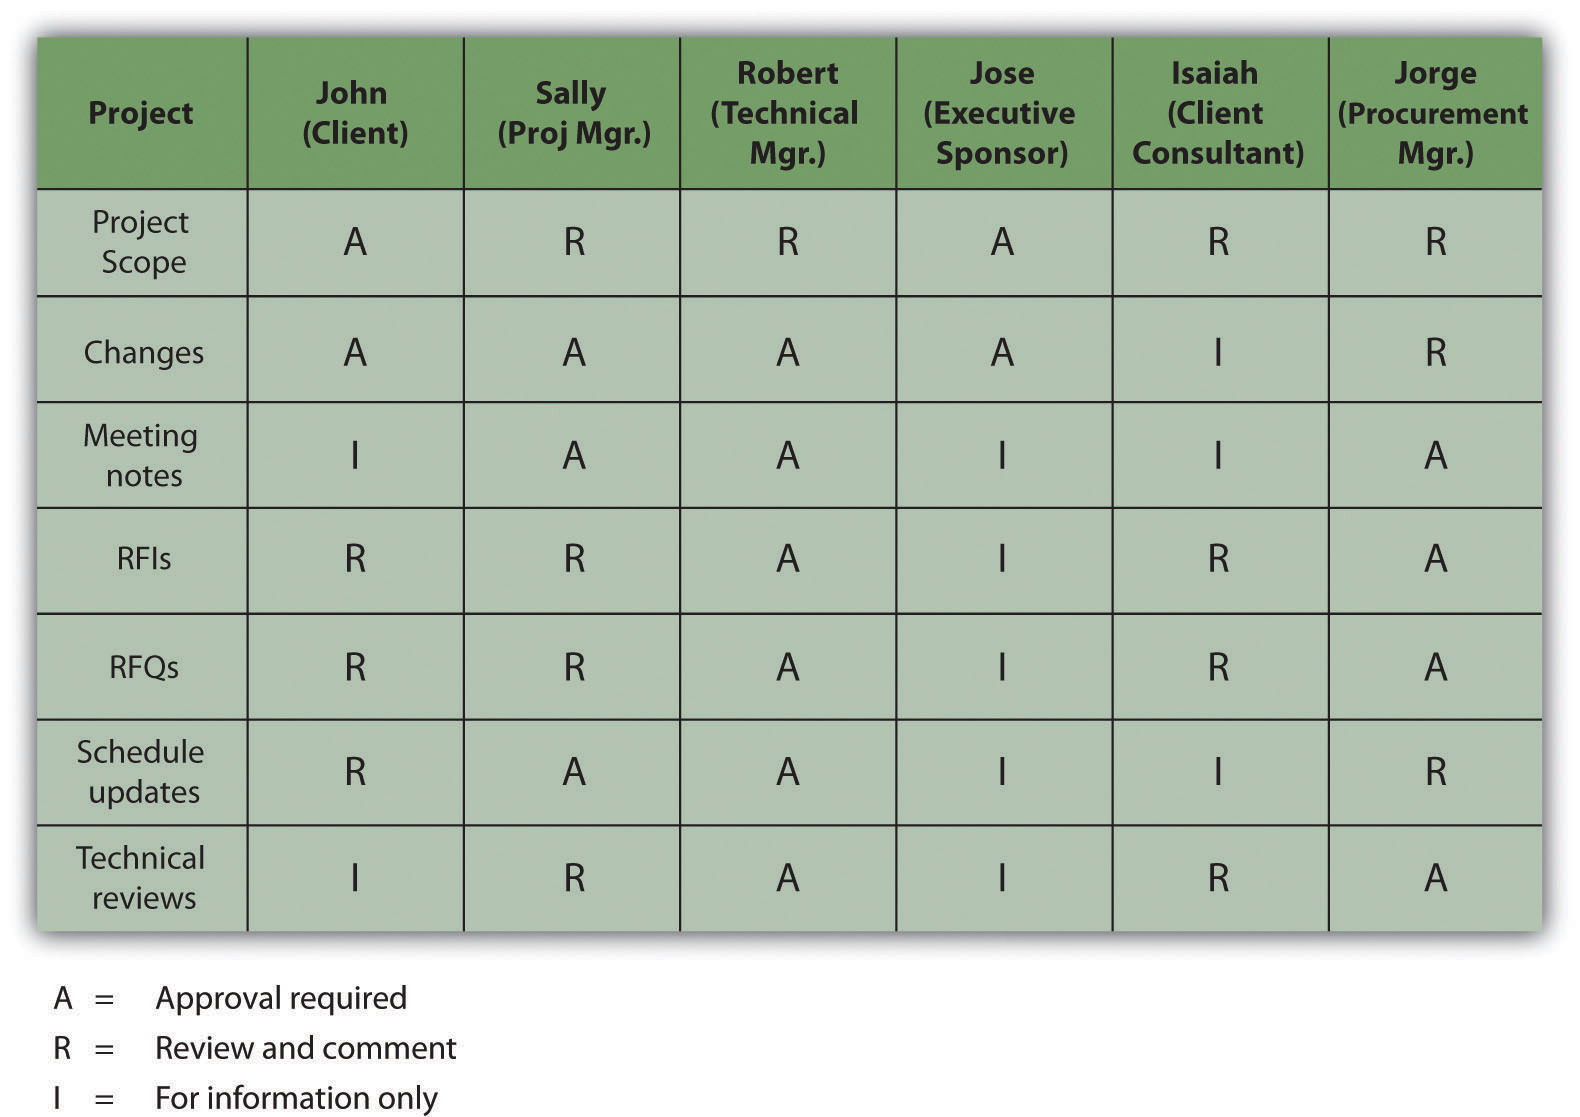 Project John (Client) Sally (Proj Mgr.) Robert (Technical Mgr.) Jose (Executive Sponsor) Isaiah (Client Consultant) Jorge (Procurement Mgr.)
Project Scope A R R A R R
Changes A A A A I R
Meeting notes I A A I I A
RFIs R R A I R A
RFQs R R A I R A
Schedule updates R A A I I R
Technical reviews I R A I R A
A = Approval required
R = Review and comment
I = For information only